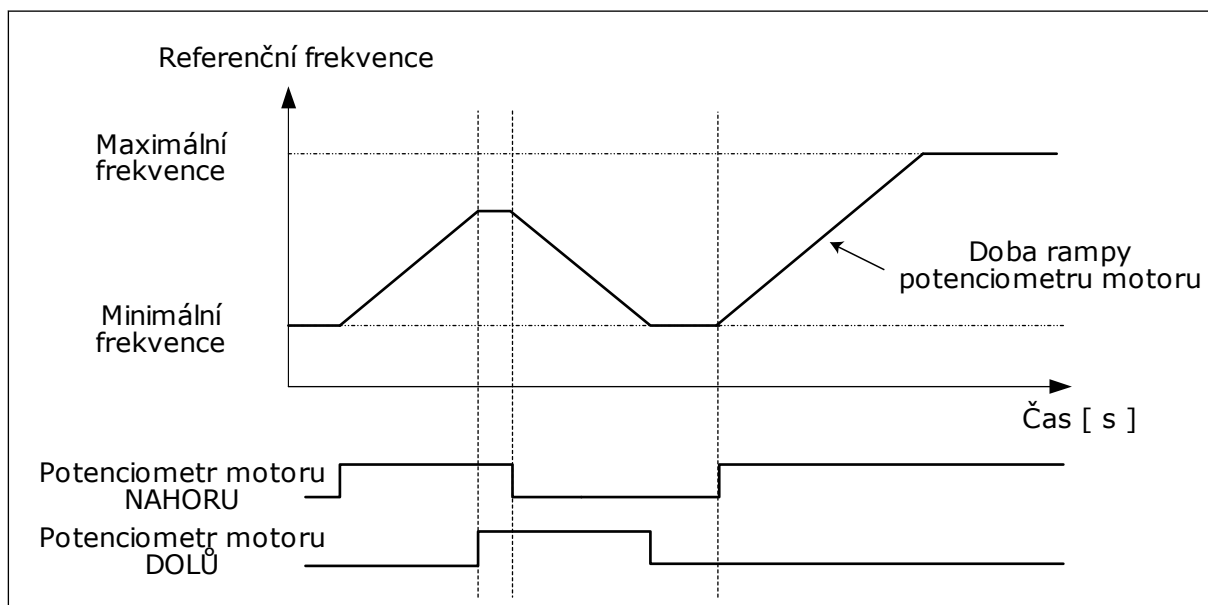 Referenční frekvence
Maximální
frekvence
Doba rampy
potenciometru motoru
Minimální
frekvence
Čas [ s ]
Potenciometr motoru
NAHORU
Potenciometr motoru
DOLŮ